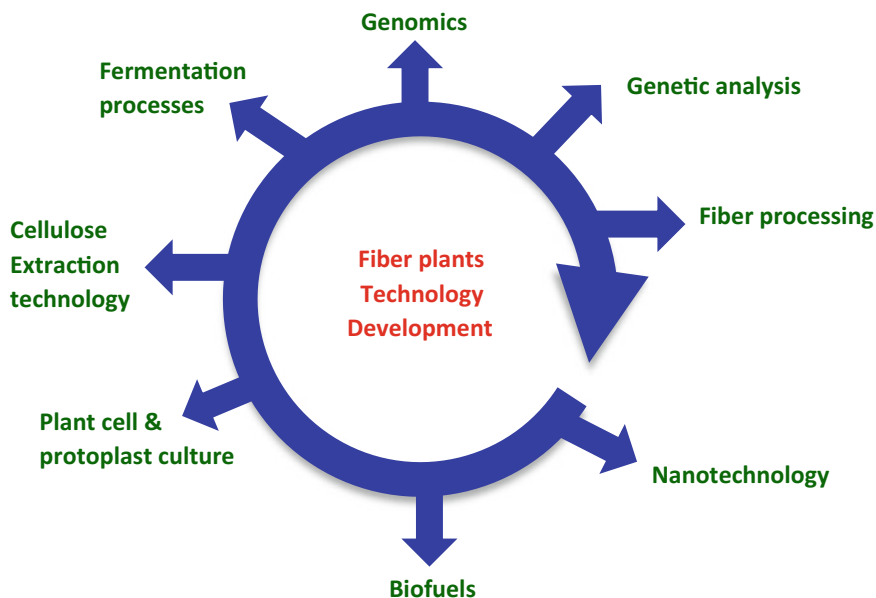 Genomics
Fermentation
processes
Genetic analysis
Fiber processing
Cellulose
Extraction
technology
Fiber plants
Technology
Development
Plant cell &
protoplast culture
Nanotechnology
Biofuels